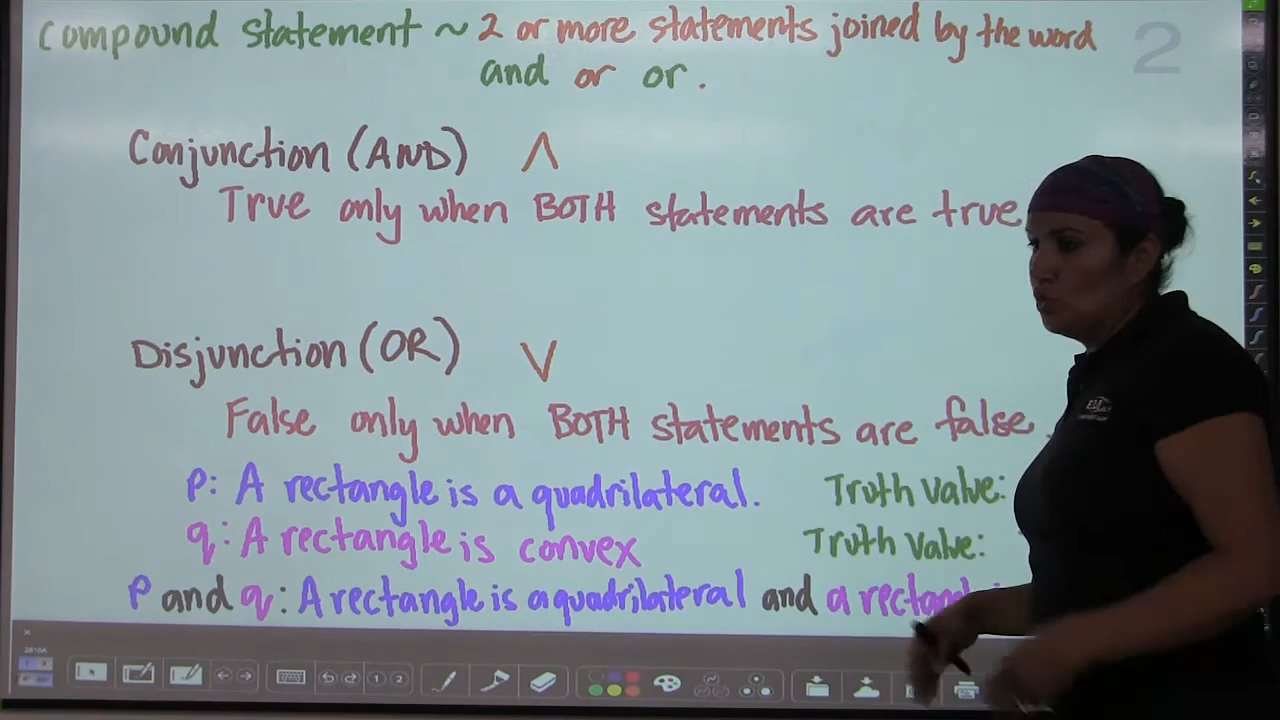 Compound Statement ~ 2 or more statements joined by the word
and or or.
2
Conjunction (AND) ∧
True only when BOTH statements are true
Disjunction (OR) ∨
False only when BOTH statements are false.
p: A rectangle is a quadrilateral. Truth Value:
q: A rectangle is convex Truth Value:
p and q: A rectangle is a quadrilateral and a